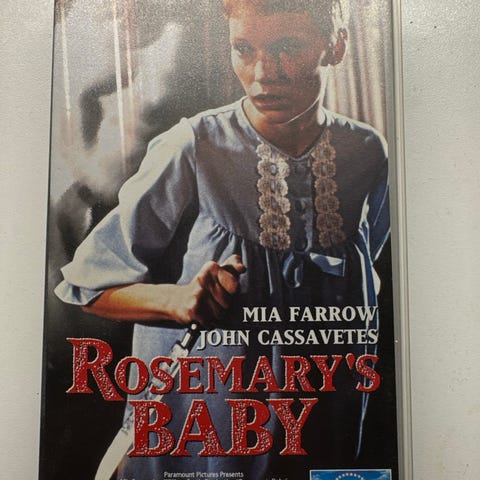 MIA FARROW
JOHN CASSAVETES
ROSEMARY'S
BABY
Paramount Pictures Presents